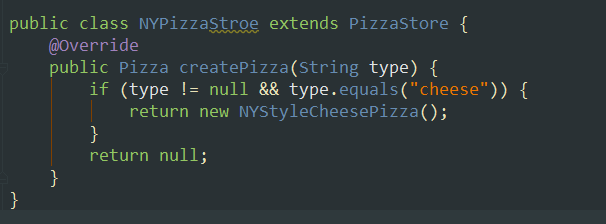 public class NYPizzaStroe extends PizzaStore {
    @Override
    public Pizza createPizza(String type) {
        if (type != null && type.equals("cheese")) {
            return new NYStyleCheesePizza();
        }
        return null;
    }
}